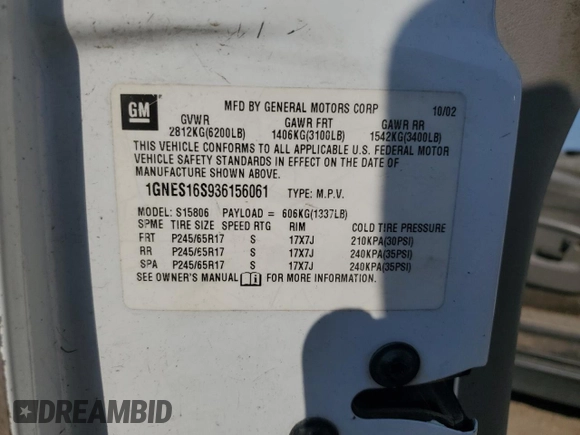 GM
MFD BY GENERAL MOTORS CORP 10/02
GVWR GAWR FRT GAWR RR
2812KG(6200LB) 1406KG(3100LB) 1542KG(3400LB)
THIS VEHICLE CONFORMS TO ALL APPLICABLE U.S. FEDERAL MOTOR
VEHICLE SAFETY STANDARDS IN EFFECT ON THE DATE OF
MANUFACTURE SHOWN ABOVE.
1GNES16S936156061 TYPE: M.P.V.
MODEL: S15806 PAYLOAD = 606KG(1337LB)
SPME TIRE SIZE SPEED RTG RIM COLD TIRE PRESSURE
FRT P245/65R17 S 17X7J 210KPA(30PSI)
RR P245/65R17 S 17X7J 240KPA(35PSI)
SPA P245/65R17 S 17X7J 240KPA(35PSI)
SEE OWNER'S MANUAL FOR MORE INFORMATION.
DREAMBID